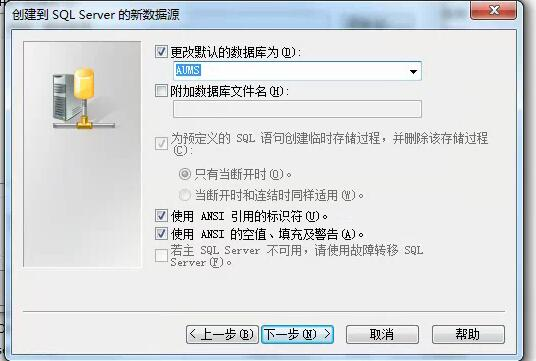 创建到 SQL Server 的新数据源
更改默认的数据库为(D):
AUMS
附加数据库文件名(H):
为预定义的 SQL 语句创建临时存储过程，并删除该存储过程
(C):
只有当断开时(O)。
当断开时和连结时同样适用(W)。
使用 ANSI 引用的标识符(U)。
使用 ANSI 的空值、填充及警告(A)。
若主 SQL Server 不可用，请使用故障转移 SQL
Server(F)。
< 上一步(B)
下一步(N) >
取消
帮助